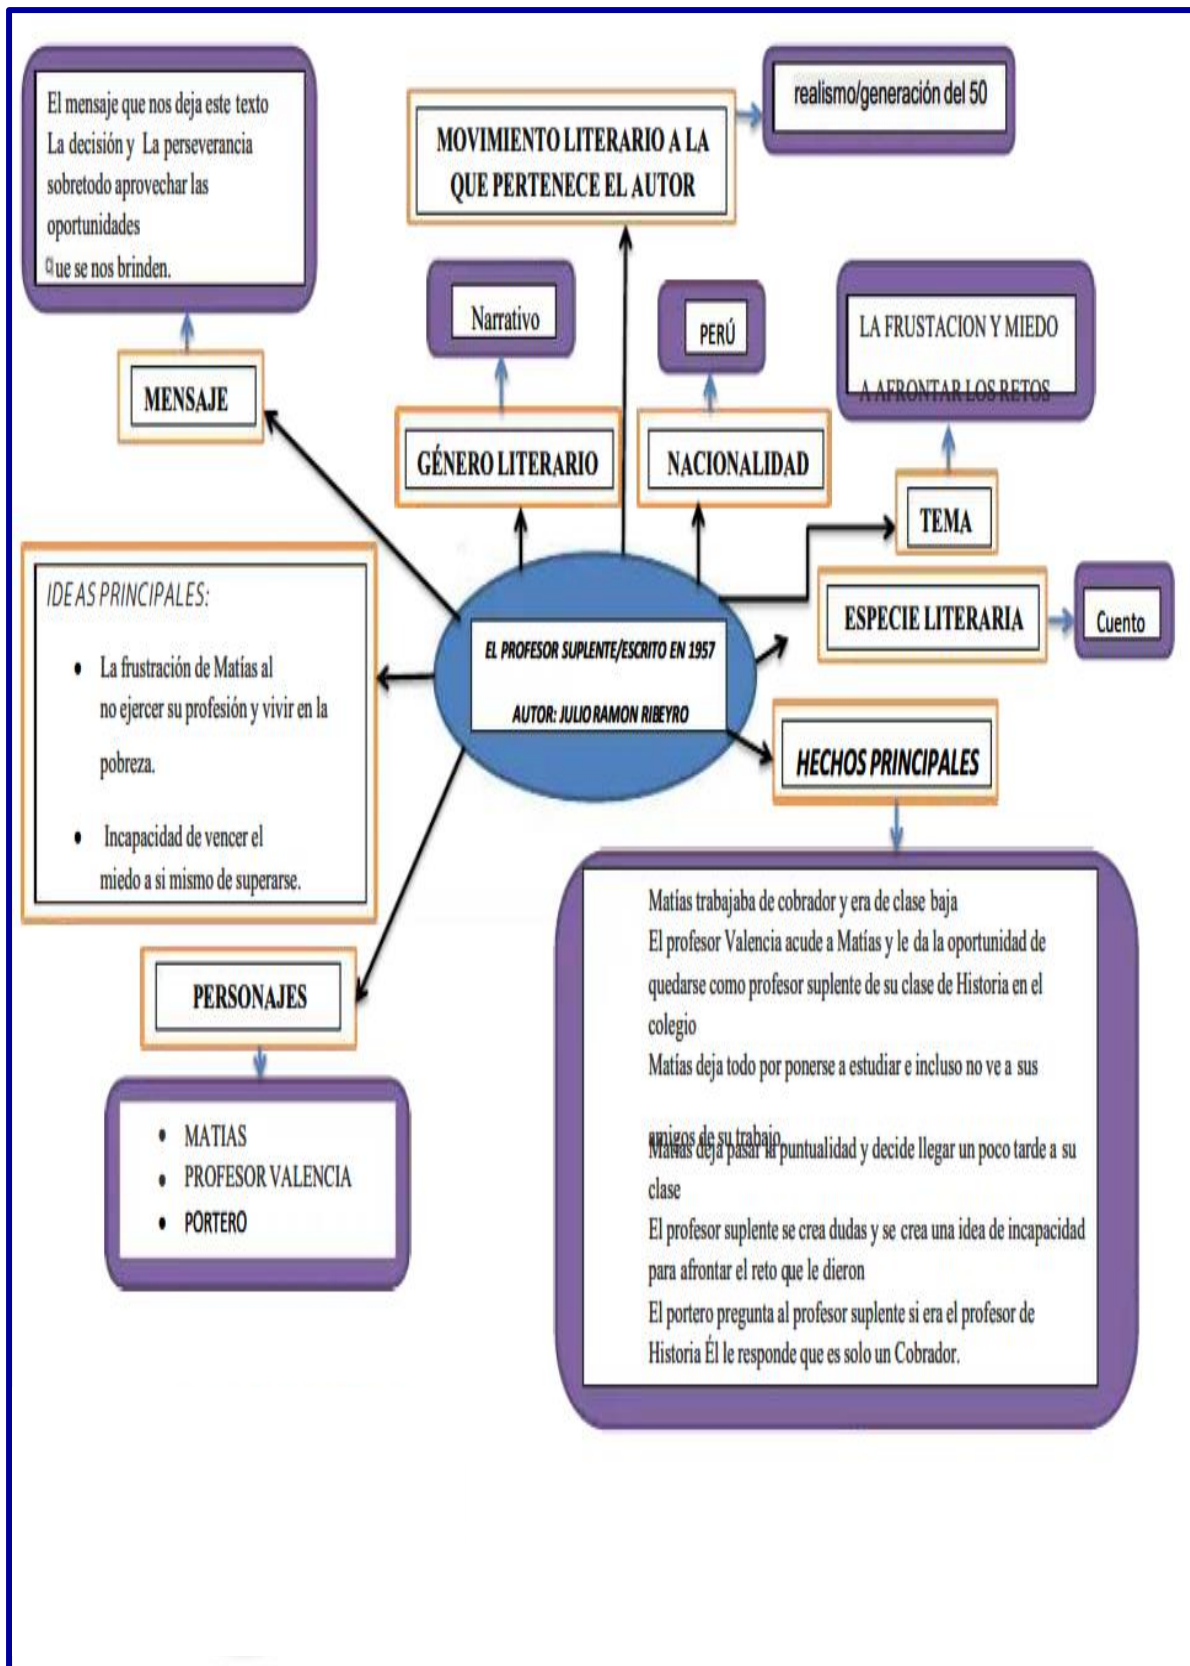 El mensaje que nos deja este texto
La decisión y La perseverancia
sobretodo aprovechar las
oportunidades
que se nos brinden.
MENSAJE
MOVIMIENTO LITERARIO A LA
QUE PERTENECE EL AUTOR
realismo/generación del 50
Narrativo
GÉNERO LITERARIO
PERÚ
NACIONALIDAD
LA FRUSTACION Y MIEDO
A AFRONTAR LOS RETOS
TEMA
ESPECIE LITERARIA
Cuento
EL PROFESOR SUPLENTE/ESCRITO EN 1957
AUTOR: JULIO RAMON RIBEYRO
IDEAS PRINCIPALES:
• La frustración de Matías al
no ejercer su profesión y vivir en la
pobreza.
• Incapacidad de vencer el
miedo a si mismo de superarse.
PERSONAJES
• MATIAS
• PROFESOR VALENCIA
• PORTERO
HECHOS PRINCIPALES
Matías trabajaba de cobrador y era de clase baja
El profesor Valencia acude a Matías y le da la oportunidad de
quedarse como profesor suplente de su clase de Historia en el
colegio
Matías deja todo por ponerse a estudiar e incluso no ve a sus
amigos de su trabajo
Matías deja pasar la puntualidad y decide llegar un poco tarde a su
clase
El profesor suplente se crea dudas y se crea una idea de incapacidad
para afrontar el reto que le dieron
El portero pregunta al profesor suplente si era el profesor de
Historia Él le responde que es solo un Cobrador.